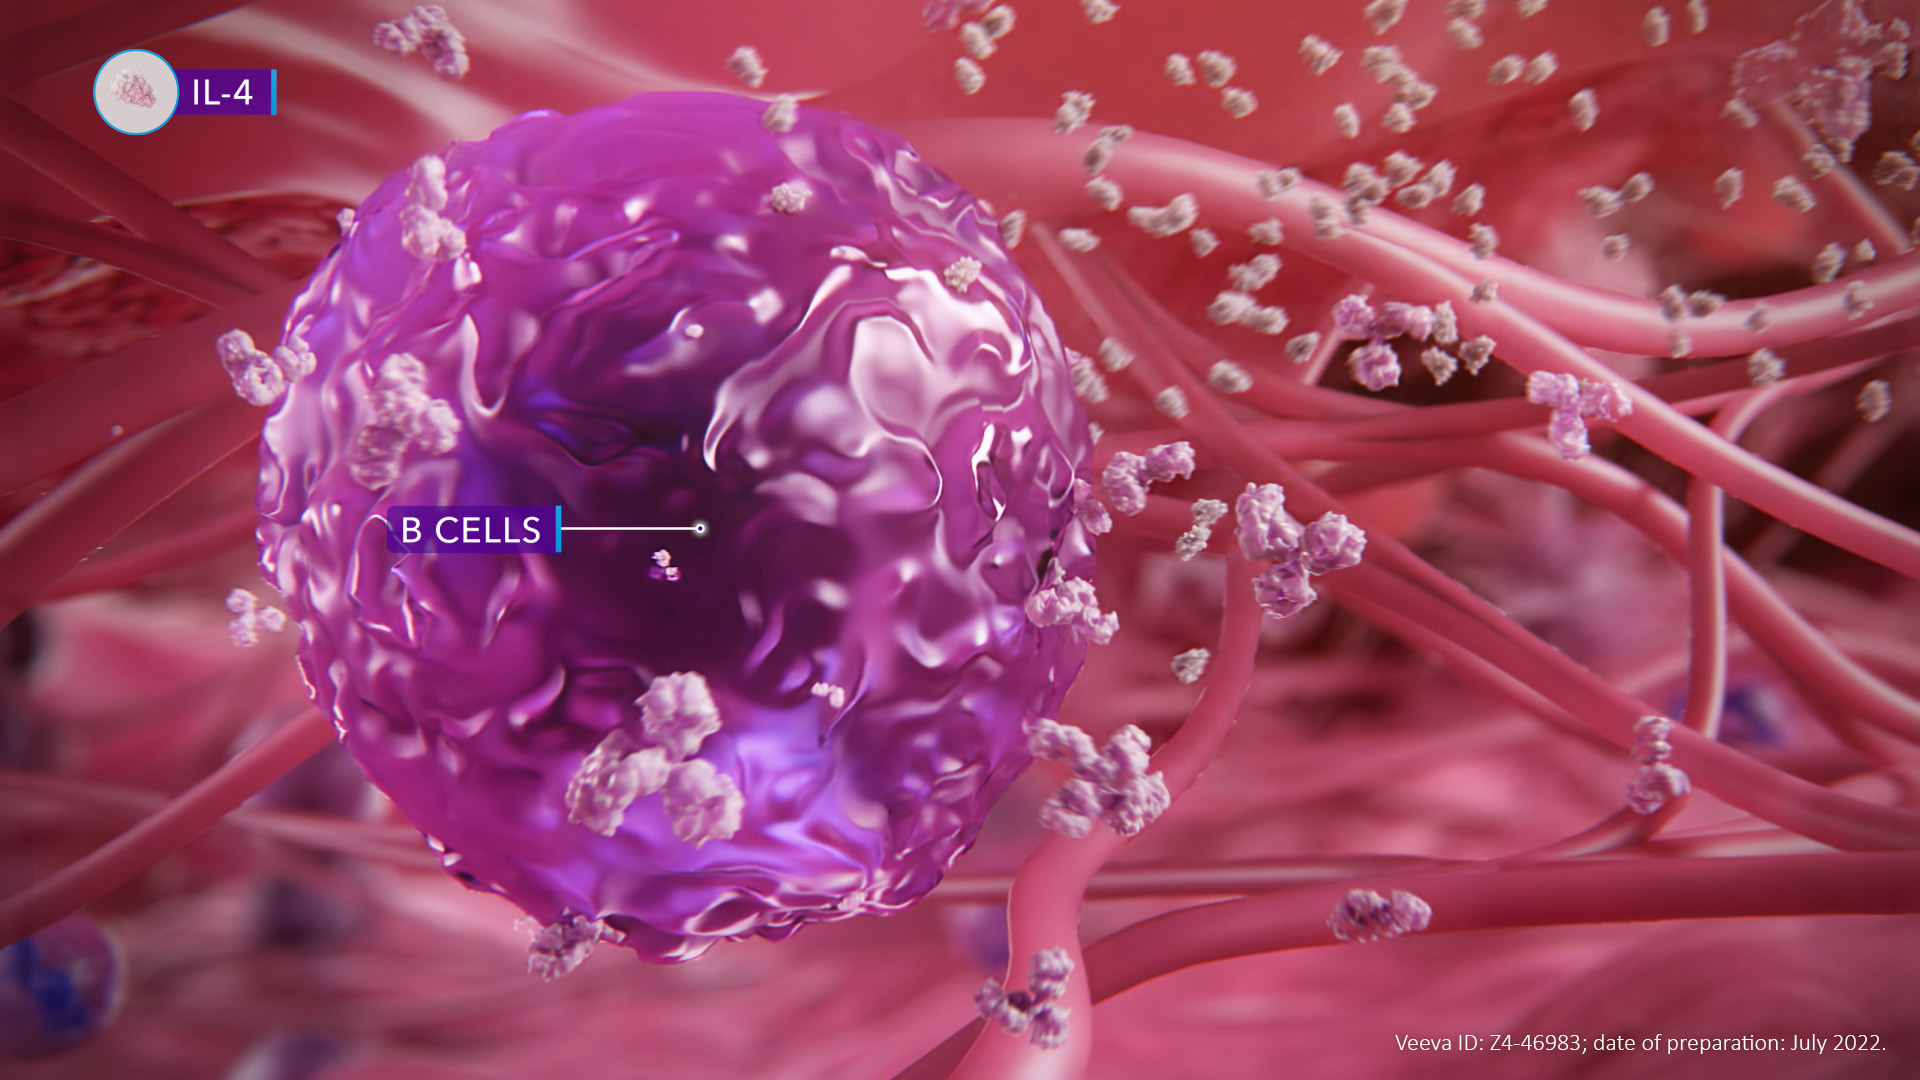 IL-4
B CELLS
Veeva ID: Z4-46983; date of preparation: July 2022.